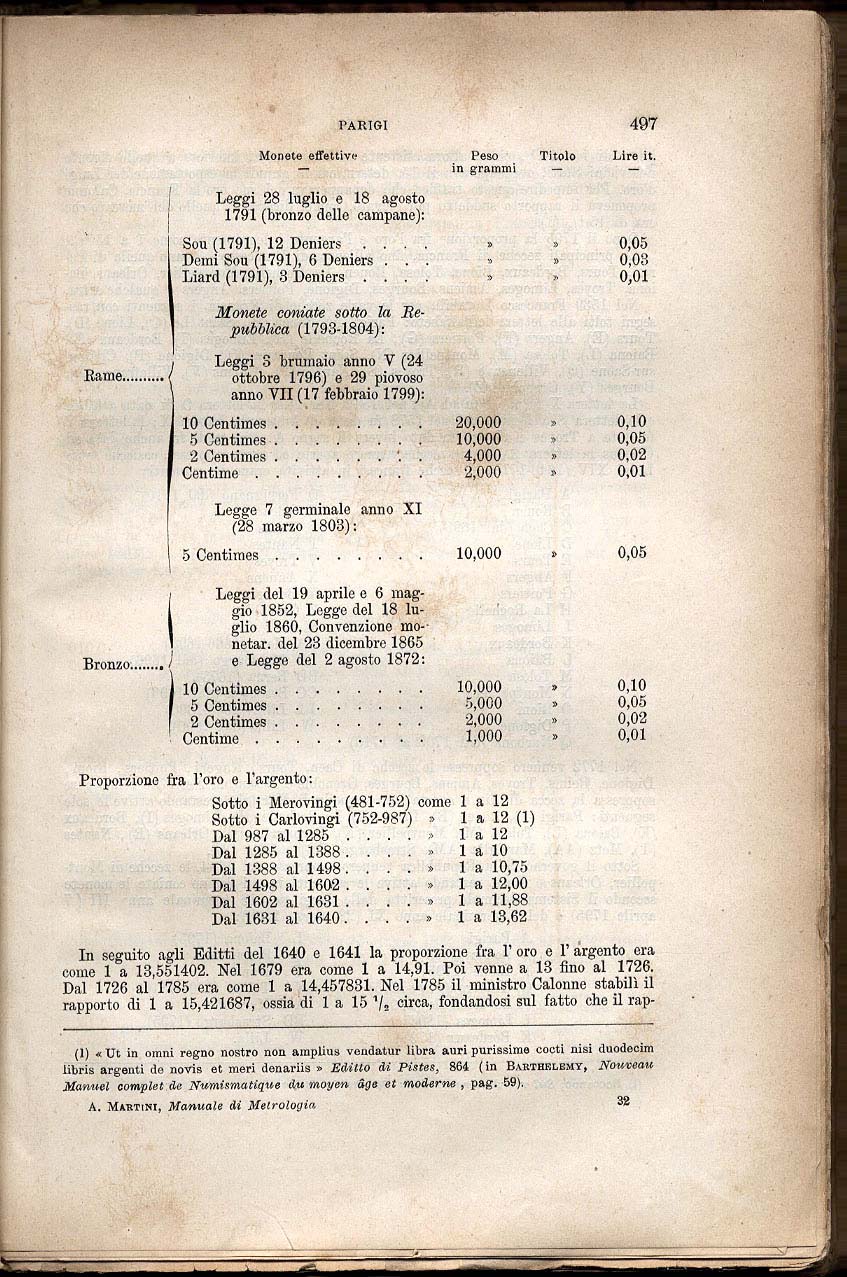 PARIGI 497
Monete effettive Peso in grammi Titolo Lire it.
Leggi 28 luglio e 18 agosto
1791 (bronzo delle campane):
Sou (1791), 12 Deniers . . . . » » 0,05
Demi Sou (1791), 6 Deniers . . . » » 0,03
Liard (1791), 3 Deniers . . . . » » 0,01
Monete coniate sotto la Re-
pubblica (1793-1804):
Rame..........
Leggi 3 brumaio anno V (24
ottobre 1796) e 29 piovoso
anno VII (17 febbraio 1799):
10 Centimes . . . . . . . . 20,000 » 0,10
5 Centimes . . . . . . . . 10,000 » 0,05
2 Centimes . . . . . . . . 4,000 » 0,02
Centime . . . . . . . . . 2,000 » 0,01
Legge 7 germinale anno XI
(28 marzo 1803):
5 Centimes . . . . . . . . 10,000 » 0,05
Leggi del 19 aprile e 6 mag-
gio 1852, Legge del 18 lu-
glio 1860, Convenzione mo-
netar. del 23 dicembre 1865
Bronzo........ e Legge del 2 agosto 1872:
10 Centimes . . . . . . . . 10,000 » 0,10
5 Centimes . . . . . . . . 5,000 » 0,05
2 Centimes . . . . . . . . 2,000 » 0,02
Centime . . . . . . . . . 1,000 » 0,01
Proporzione fra l'oro e l'argento:
Sotto i Merovingi (481-752) come 1 a 12
Sotto i Carlovingi (752-987) » 1 a 12 (1)
Dal 987 al 1285 . . . . » 1 a 12
Dal 1285 al 1388 . . . . » 1 a 10
Dal 1388 al 1498 . . . . » 1 a 10,75
Dal 1498 al 1602 . . . . » 1 a 12,00
Dal 1602 al 1631 . . . . » 1 a 11,88
Dal 1631 al 1640 . . . . » 1 a 13,62
In seguito agli Editti del 1640 e 1641 la proporzione fra l'oro e l'argento era
come 1 a 13,551402. Nel 1679 era come 1 a 14,91. Poi venne a 13 fino al 1726.
Dal 1726 al 1785 era come 1 a 14,457831. Nel 1785 il ministro Calonne stabilì il
rapporto di 1 a 15,421687, ossia di 1 a 15 1/2 circa, fondandosi sul fatto che il rap-
(1) « Ut in omni regno nostro non amplius vendatur libra auri purissime cocti nisi duodecim
libris argenti de novis et meri denariis » Editto di Pistes, 864 (in BARTHELEMY, Nouveau
Manuel complet de Numismatique du moyen âge et moderne, pag. 59).
A. MARTINI, Manuale di Metrologia 32